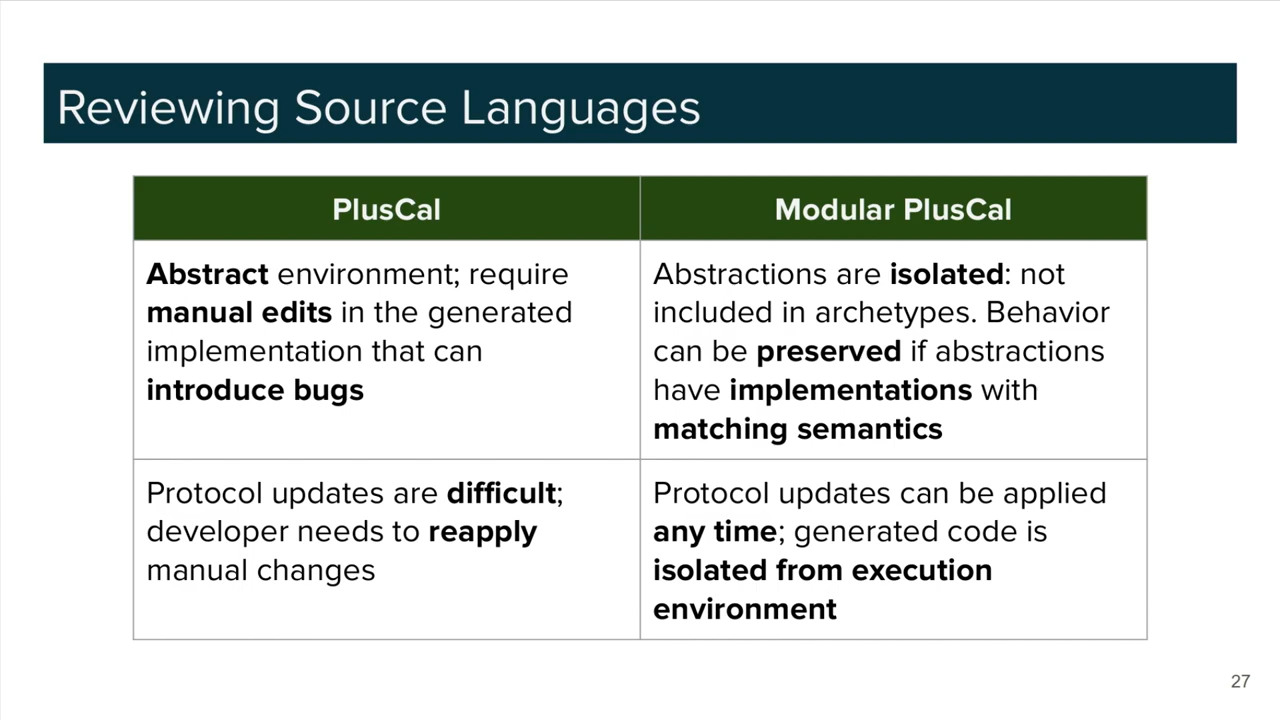 Reviewing Source Languages
PlusCal
Modular PlusCal
Abstract environment; require
manual edits in the generated
implementation that can
introduce bugs
Abstractions are isolated: not
included in archetypes. Behavior
can be preserved if abstractions
have implementations with
matching semantics
Protocol updates are difficult;
developer needs to reapply
manual changes
Protocol updates can be applied
any time; generated code is
isolated from execution
environment
27